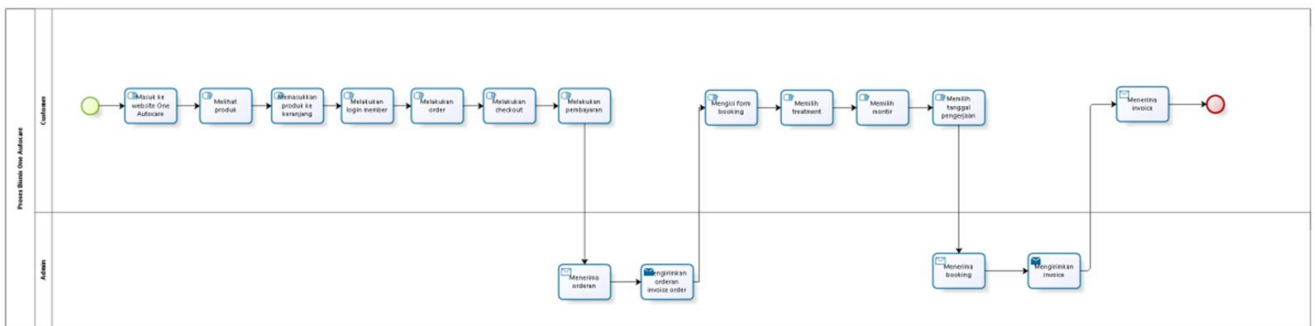 Proses Bisnis One Autocare
Customer
Masuk ke
website One
Autocare
Melihat
produk
Memasukkan
produk ke
keranjang
Melakukan
login member
Melakukan
order
Melakukan
checkout
Melakukan
pembayaran
Mengisi form
booking
Memilih
treatment
Memilih
montir
Memilih
tanggal
pengerjaan
Menerima
invoice
Admin
Menerima
orderan
Mengirimkan
orderan
invoice order
Menerima
booking
Mengirimkan
invoice